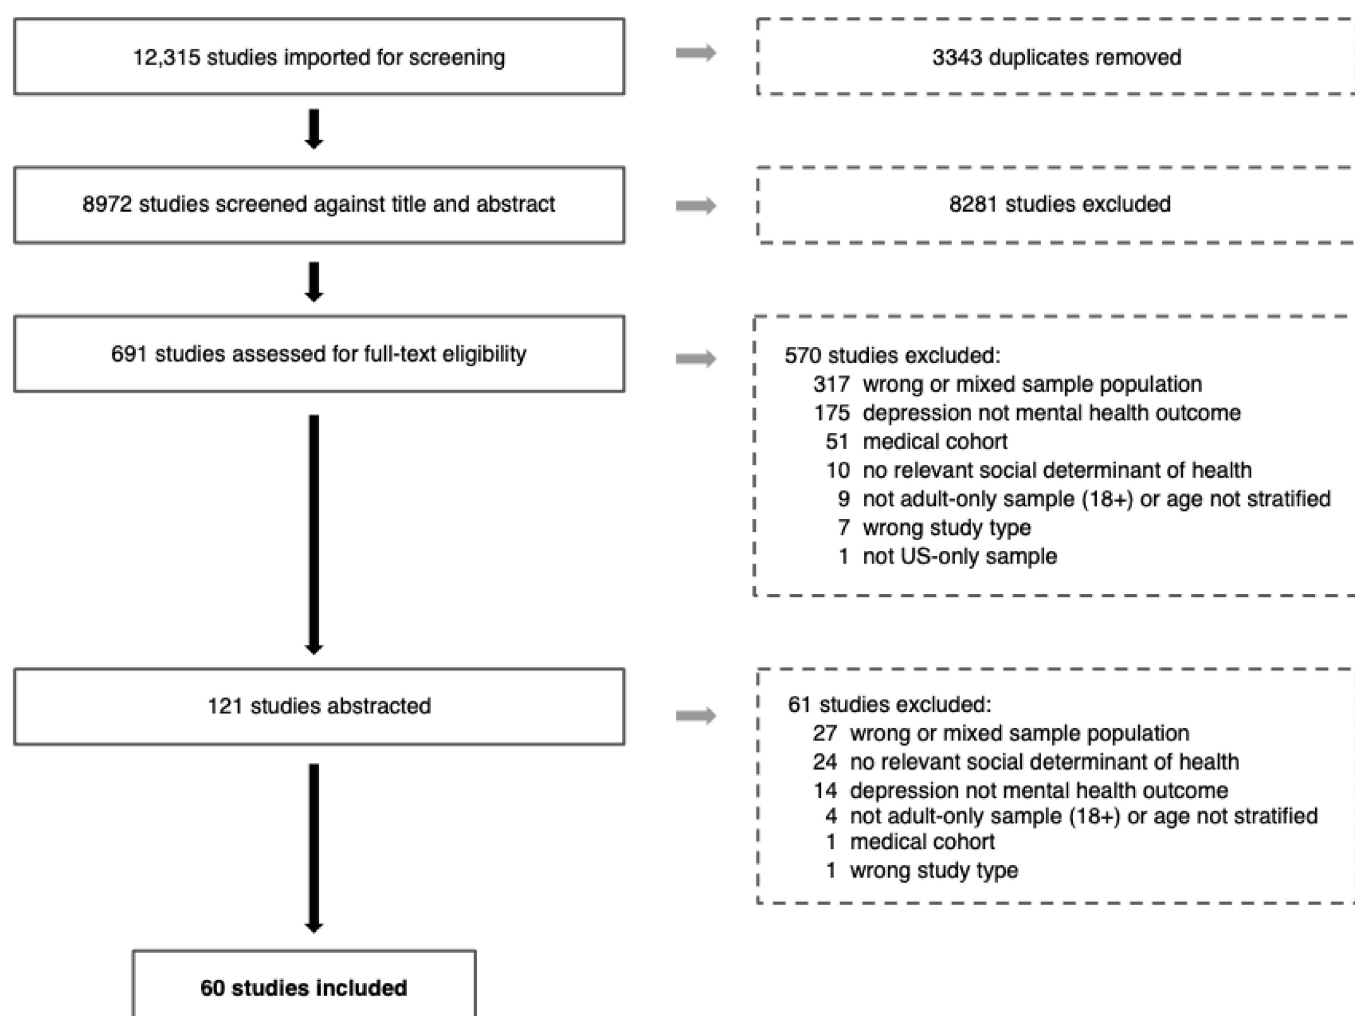 12,315 studies imported for screening
3343 duplicates removed
8972 studies screened against title and abstract
8281 studies excluded
691 studies assessed for full-text eligibility
570 studies excluded:
317 wrong or mixed sample population
175 depression not mental health outcome
51 medical cohort
10 no relevant social determinant of health
9 not adult-only sample (18+) or age not stratified
7 wrong study type
1 not US-only sample
121 studies abstracted
61 studies excluded:
27 wrong or mixed sample population
24 no relevant social determinant of health
14 depression not mental health outcome
4 not adult-only sample (18+) or age not stratified
1 medical cohort
1 wrong study type
60 studies included